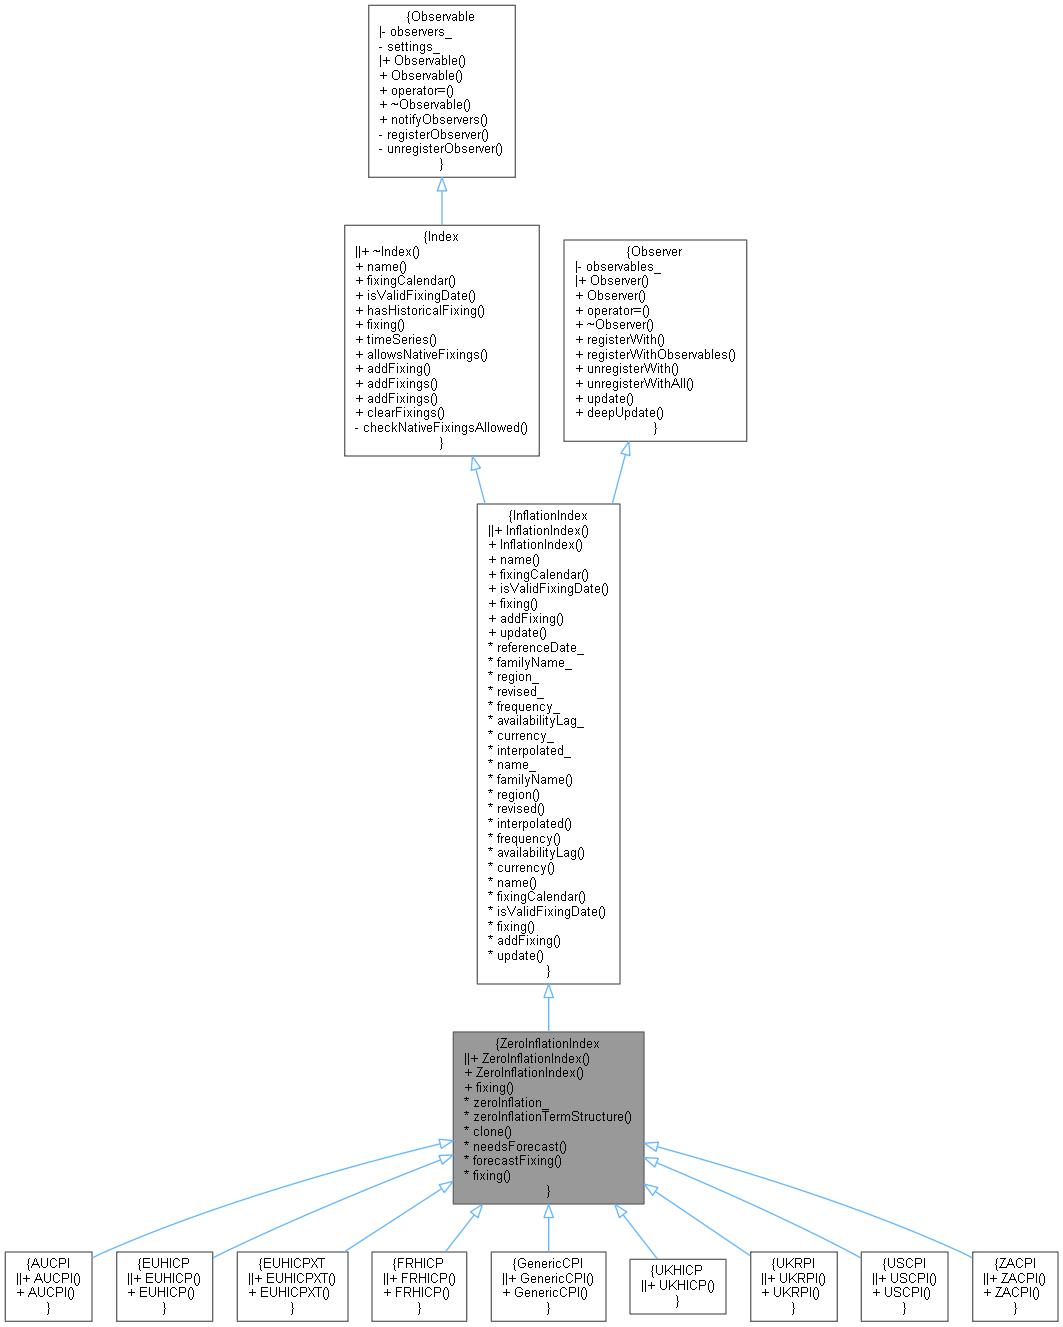 {Observable
|- observers_
- settings_
|+ Observable()
+ Observable()
+ operator=()
+ ~Observable()
+ notifyObservers()
- registerObserver()
- unregisterObserver()
}
{Index
||+ ~Index()
+ name()
+ fixingCalendar()
+ isValidFixingDate()
+ hasHistoricalFixing()
+ fixing()
+ timeSeries()
+ allowsNativeFixings()
+ addFixing()
+ addFixings()
+ addFixings()
+ clearFixings()
- checkNativeFixingsAllowed()
}
{Observer
|- observables_
|+ Observer()
+ Observer()
+ operator=()
+ ~Observer()
+ registerWith()
+ registerWithObservables()
+ unregisterWith()
+ unregisterWithAll()
+ update()
+ deepUpdate()
}
{InflationIndex
||+ InflationIndex()
+ InflationIndex()
+ name()
+ fixingCalendar()
+ isValidFixingDate()
+ fixing()
+ addFixing()
+ update()
* referenceDate_
* familyName_
* region_
* revised_
* frequency_
* availabilityLag_
* currency_
* interpolated_
* name_
* familyName()
* region()
* revised()
* interpolated()
* frequency()
* availabilityLag()
* currency()
* name()
* fixingCalendar()
* isValidFixingDate()
* fixing()
* addFixing()
* update()
}
{ZeroInflationIndex
||+ ZeroInflationIndex()
+ ZeroInflationIndex()
+ fixing()
* zeroInflation_
* zeroInflationTermStructure()
* clone()
* needsForecast()
* forecastFixing()
* fixing()
}
{AUCPI
||+ AUCPI()
+ AUCPI()
}
{EUHICP
||+ EUHICP()
+ EUHICP()
}
{EUHICPXT
||+ EUHICPXT()
+ EUHICPXT()
}
{FRHICP
||+ FRHICP()
+ FRHICP()
}
{GenericCPI
||+ GenericCPI()
+ GenericCPI()
}
{UKHICP
||+ UKHICP()
}
{UKRPI
||+ UKRPI()
+ UKRPI()
}
{USCPI
||+ USCPI()
+ USCPI()
}
{ZACPI
||+ ZACPI()
+ ZACPI()
}